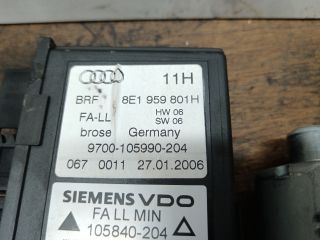 11H
BRF 8E1 959 801H
FA-LL HW 06
SW 06
brose Germany
9700-105990-204
067 0011 27.01.2006
SIEMENS VDO
FA LL MIN
105840-204